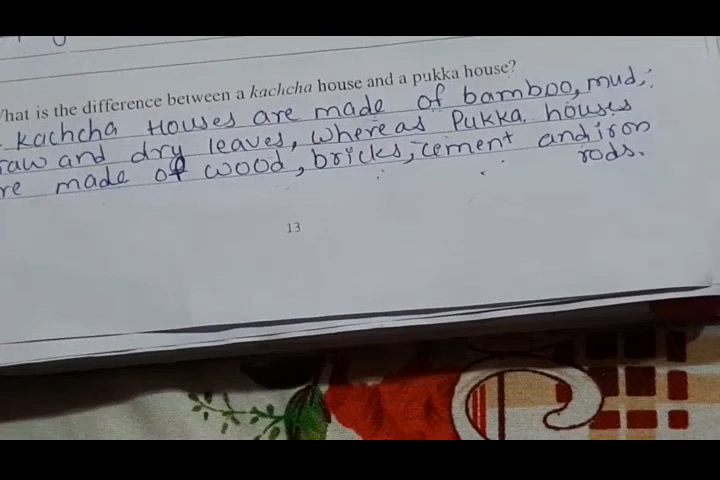 What is the difference between a kachcha house and a pukka house?
kachcha Houses are made of bamboo, mud,
raw and dry leaves, whereas Pukka houses
re made of wood, bricks, cement and iron
rods.
13